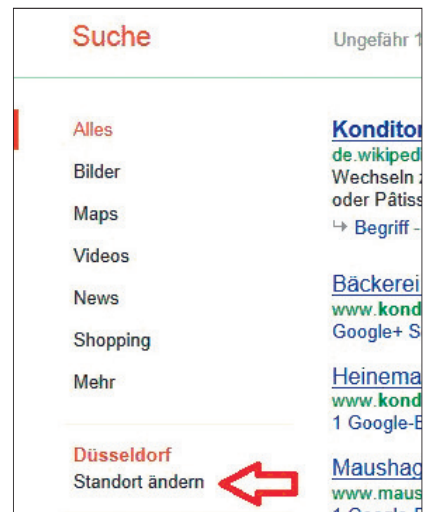 Suche
Ungefähr
Alles
Bilder
Maps
Videos
News
Shopping
Mehr
Düsseldorf
Standort ändern
Konditor
de.wikiped
Wechseln
oder Pâtiss
Begriff -
Bäckerei
www.kond
Google+ S
Heinema
www.kond
1 Google-E
Maushag
www.maus